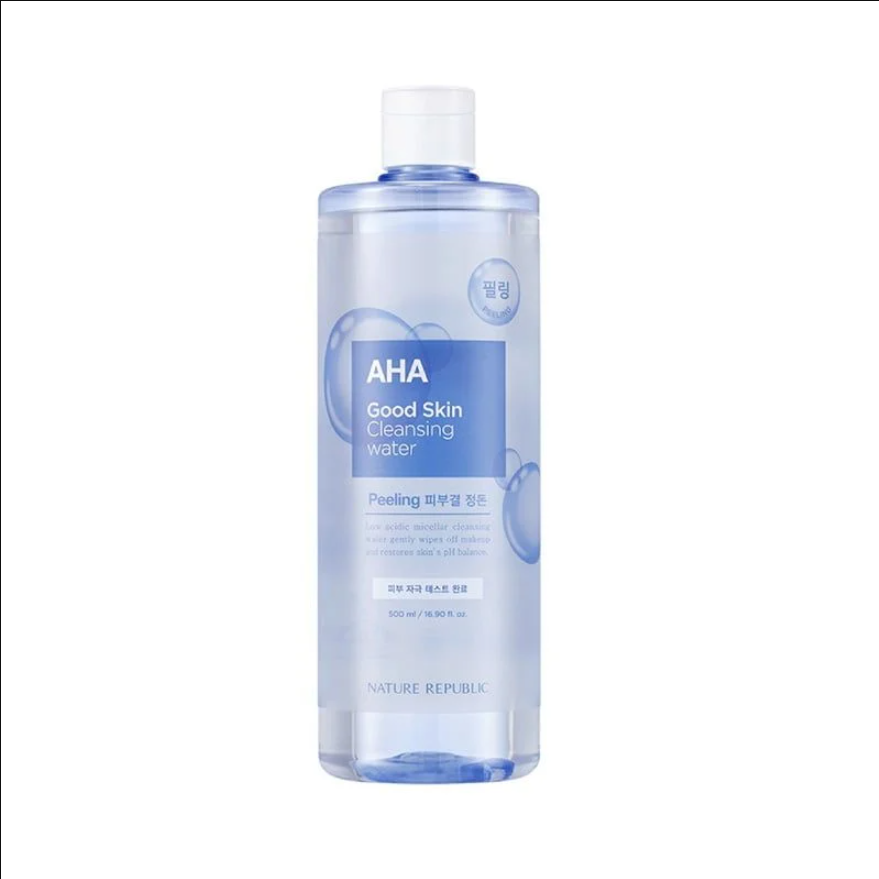 필링
PEELING
AHA
Good Skin
Cleansing
water
Peeling 피부결 정돈
Low acidic micellar cleansing
water gently wipes off makeup
and restores skin's pH balance.
피부 자극 테스트 완료
500 ml / 16.90 fl. oz.
NATURE REPUBLIC